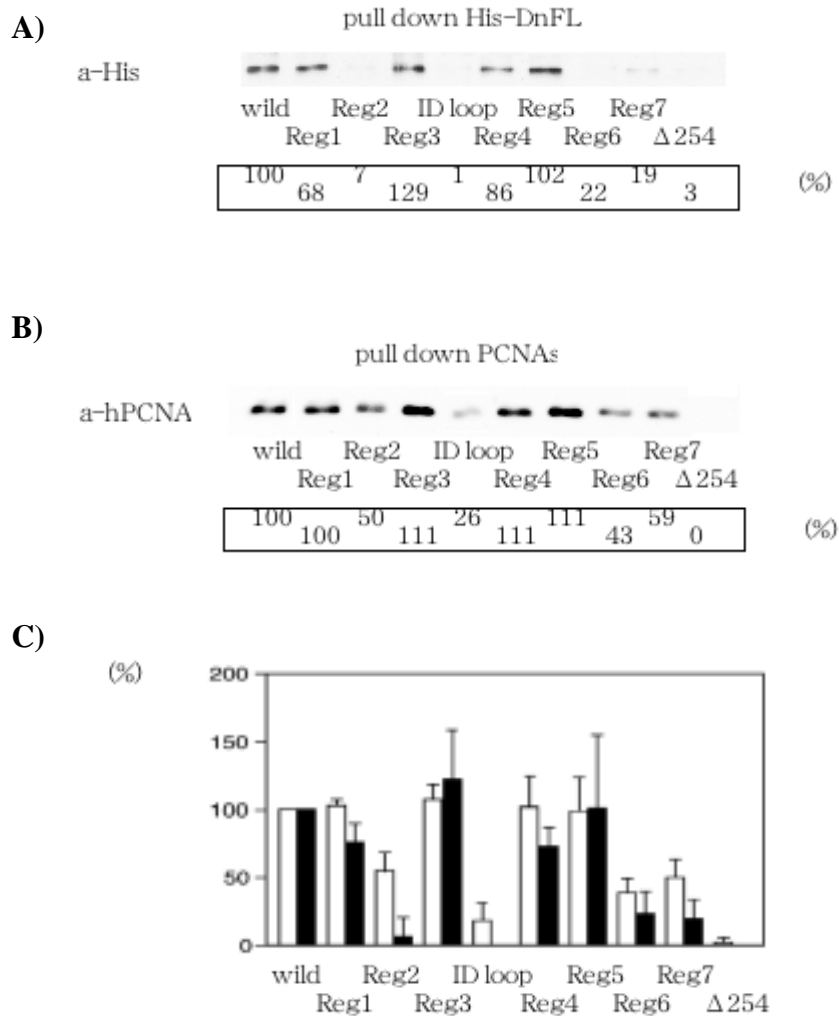 A)
pull down His-DnFL
a-His
wild Reg2 ID loop Reg5 Reg7
Reg1 Reg3 Reg4 Reg6 Δ254
100 7 1 102 19
68 129 86 22 3
(%)
B)
pull down PCNAs
a-hPCNA
wild Reg2 ID loop Reg5 Reg7
Reg1 Reg3 Reg4 Reg6 Δ254
100 50 26 111 59
100 111 111 43 0
(%)
C)
(%)
200
150
100
50
0
wild Reg2 ID loop Reg5 Reg7
Reg1 Reg3 Reg4 Reg6 Δ254